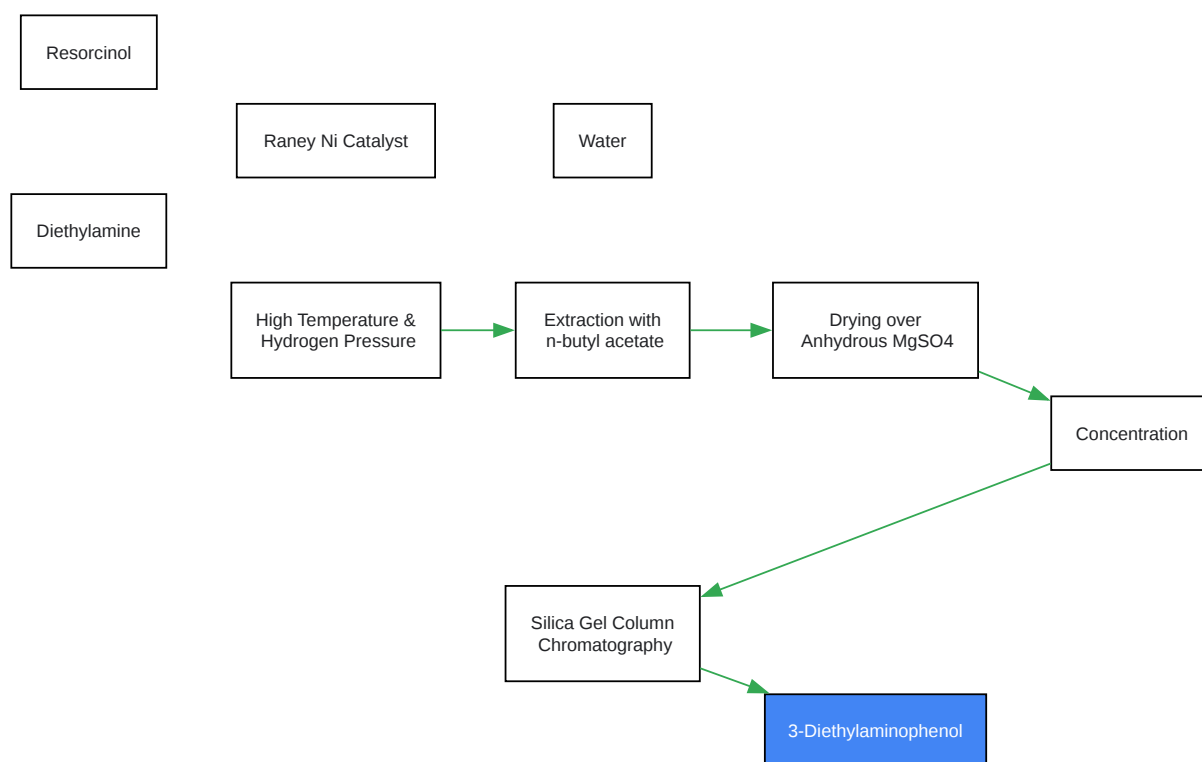 Resorcinol
Raney Ni Catalyst
Water
Diethylamine
High Temperature &
Hydrogen Pressure
Extraction with
n-butyl acetate
Drying over
Anhydrous MgSO4
Concentration
Silica Gel Column
Chromatography
3-Diethylaminophenol